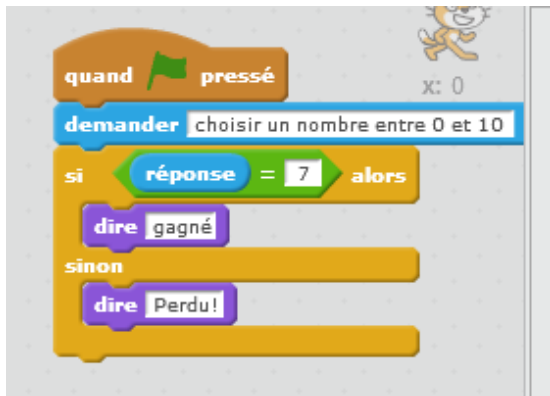 quand pressé
x: 0
demander choisir un nombre entre 0 et 10
si réponse = 7 alors
dire gagné
sinon
dire Perdu!